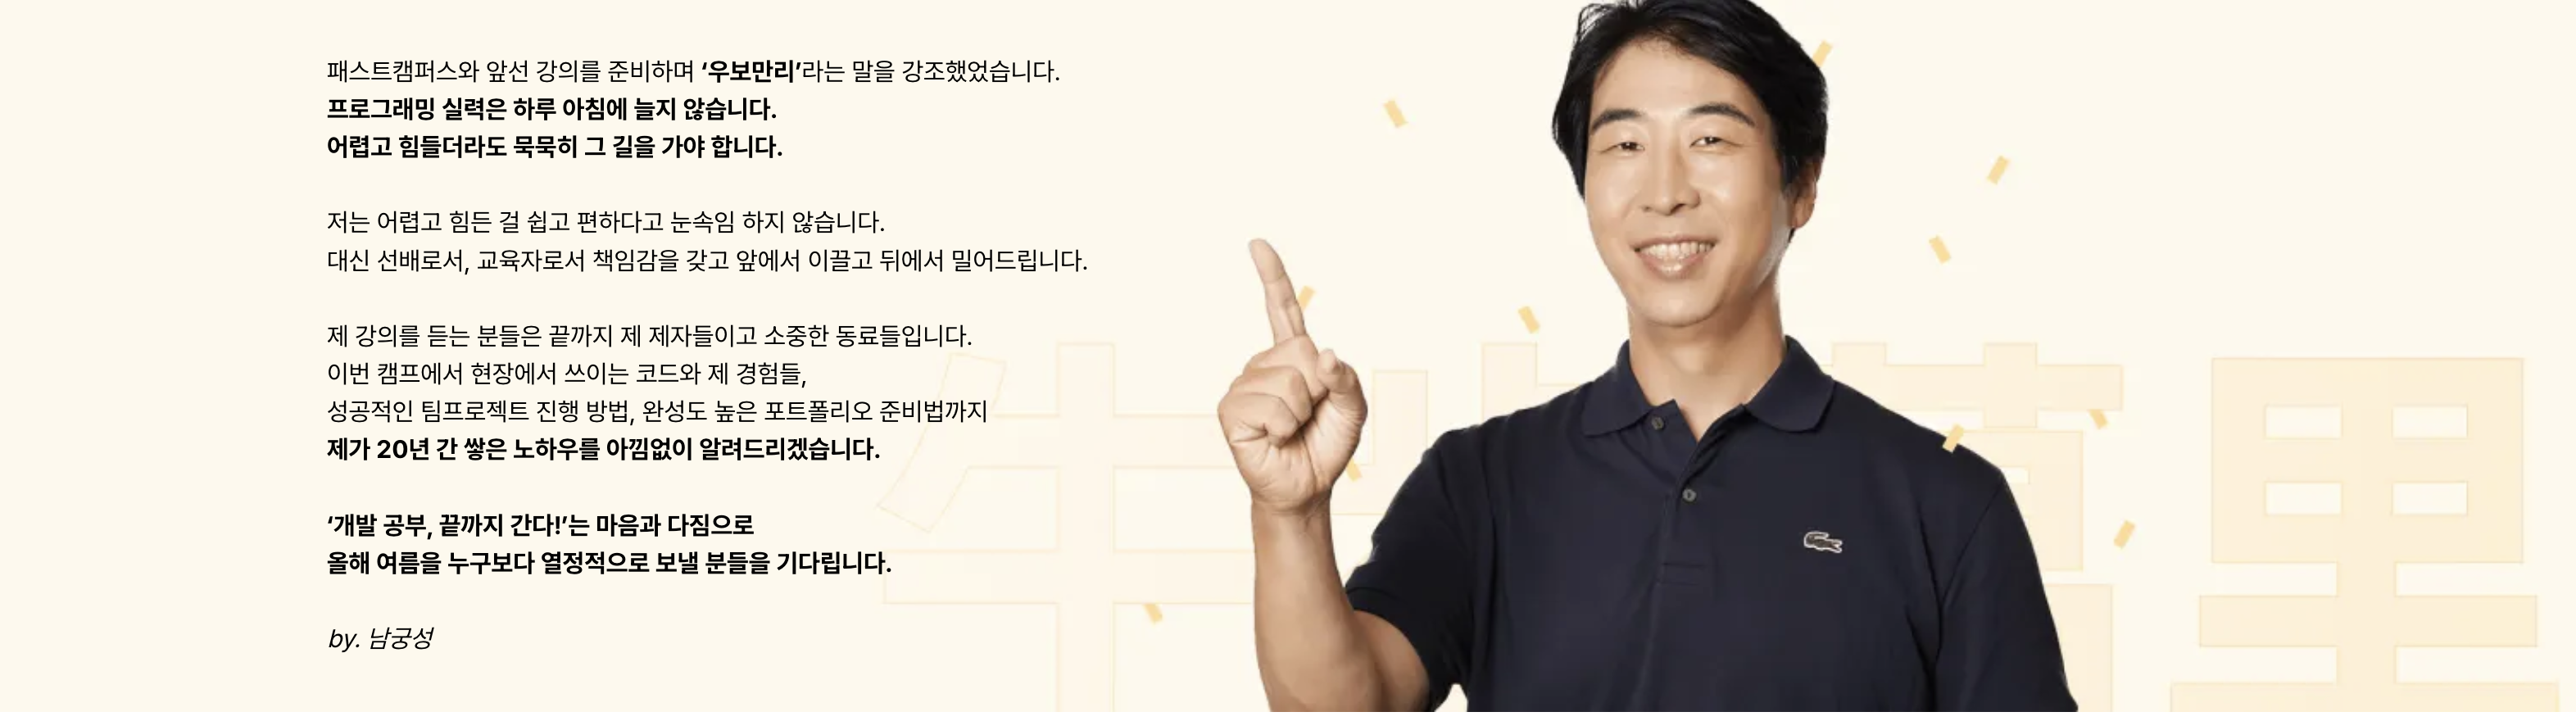 패스트캠퍼스와 앞선 강의를 준비하며 ‘우보만리’라는 말을 강조했었습니다.
프로그래밍 실력은 하루 아침에 늘지 않습니다.
어렵고 힘들더라도 묵묵히 그 길을 가야 합니다.
저는 어렵고 힘든 걸 쉽고 편하다고 눈속임 하지 않습니다.
대신 선배로서, 교육자로서 책임감을 갖고 앞에서 이끌고 뒤에서 밀어드립니다.
제 강의를 듣는 분들은 끝까지 제 제자들이고 소중한 동료들입니다.
이번 캠프에서 현장에서 쓰이는 코드와 제 경험들,
성공적인 팀프로젝트 진행 방법, 완성도 높은 포트폴리오 준비법까지
제가 20년 간 쌓은 노하우를 아낌없이 알려드리겠습니다.
‘개발 공부, 끝까지 간다!’는 마음과 다짐으로
올해 여름을 누구보다 열정적으로 보낼 분들을 기다립니다.
by. 남궁성
牛步萬里